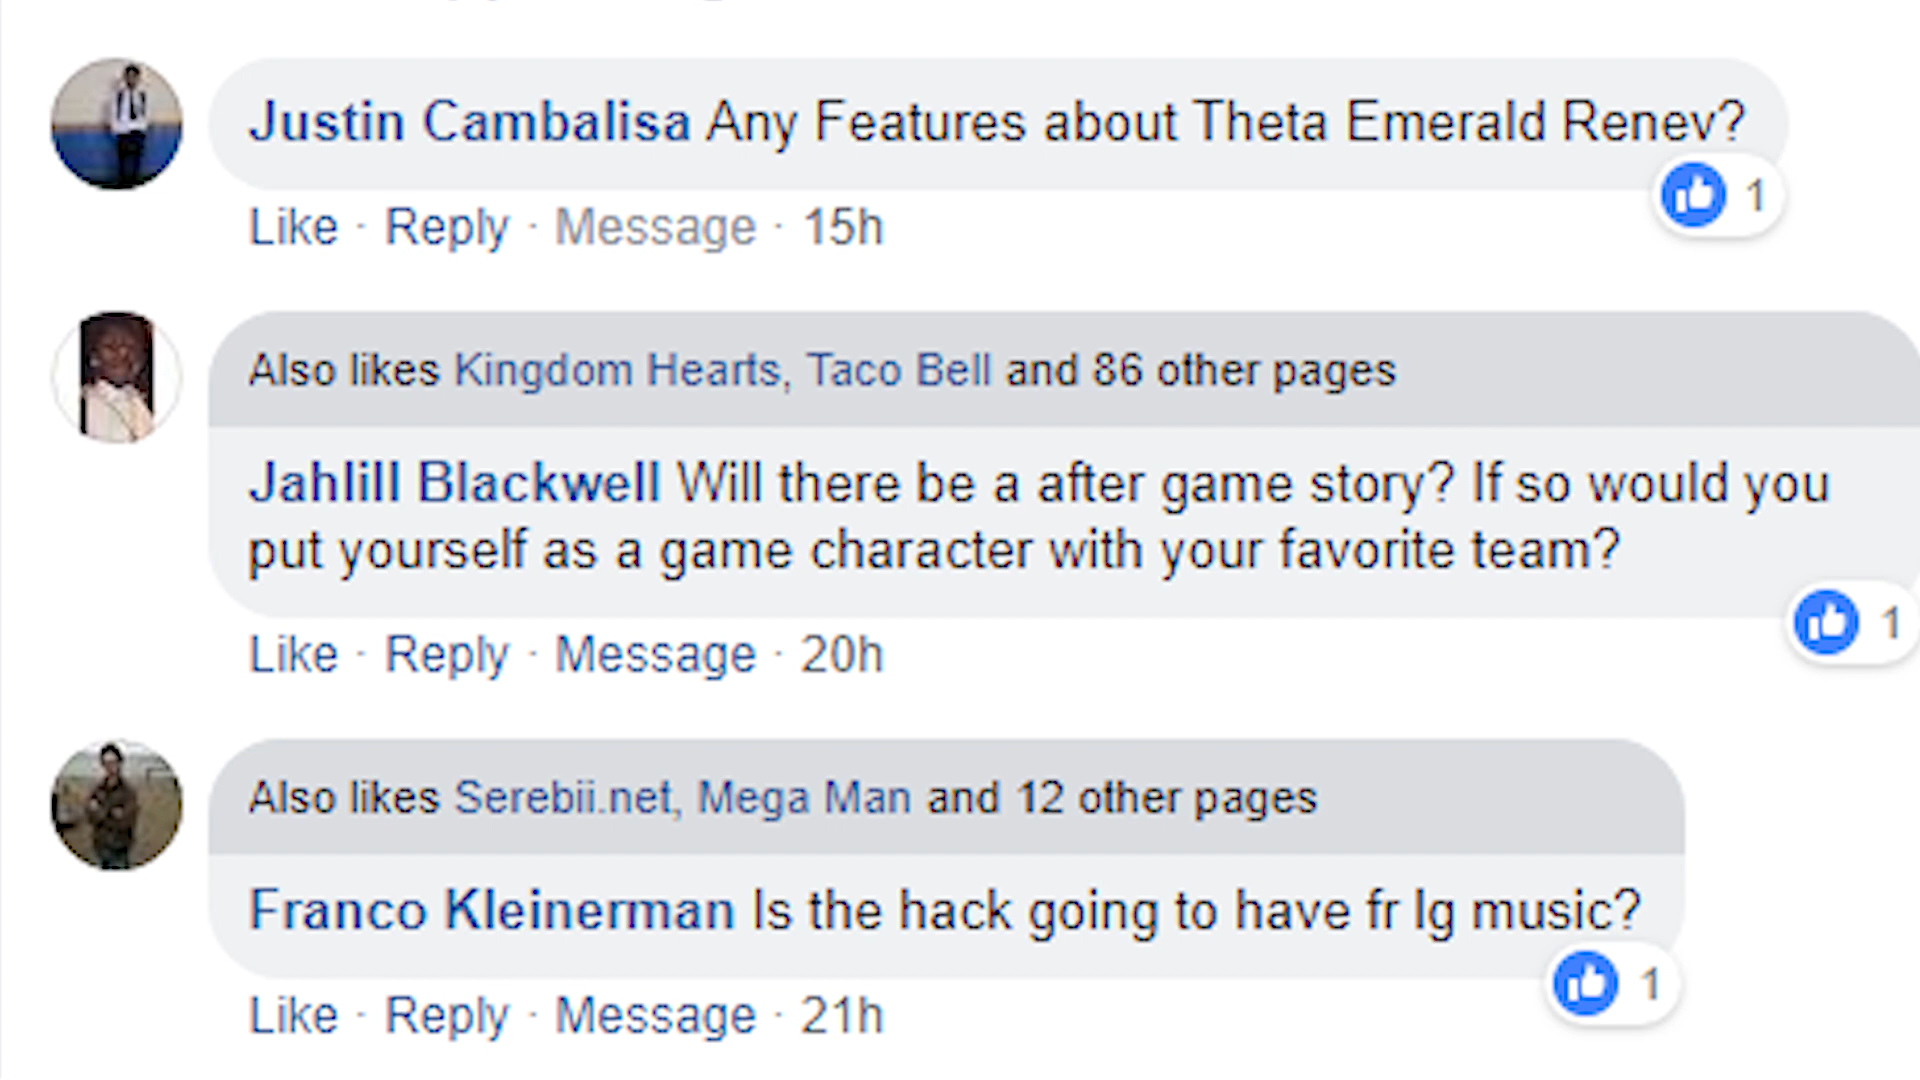 Justin Cambalisa Any Features about Theta Emerald Renev?
1
Like · Reply · Message · 15h
Also likes Kingdom Hearts, Taco Bell and 86 other pages
Jahlill Blackwell Will there be a after game story? If so would you
put yourself as a game character with your favorite team?
1
Like · Reply · Message · 20h
Also likes Serebii.net, Mega Man and 12 other pages
Franco Kleinerman Is the hack going to have fr lg music?
1
Like · Reply · Message · 21h